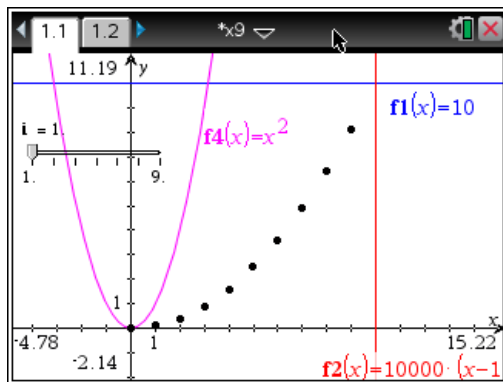 1.1 1.2 *x9
11.19 y
f1(x)=10
i = 1.
f4(x)=x²
1. 9.
1
x
-4.78 1 15.22
-2.14
f2(x)=10000·(x-1